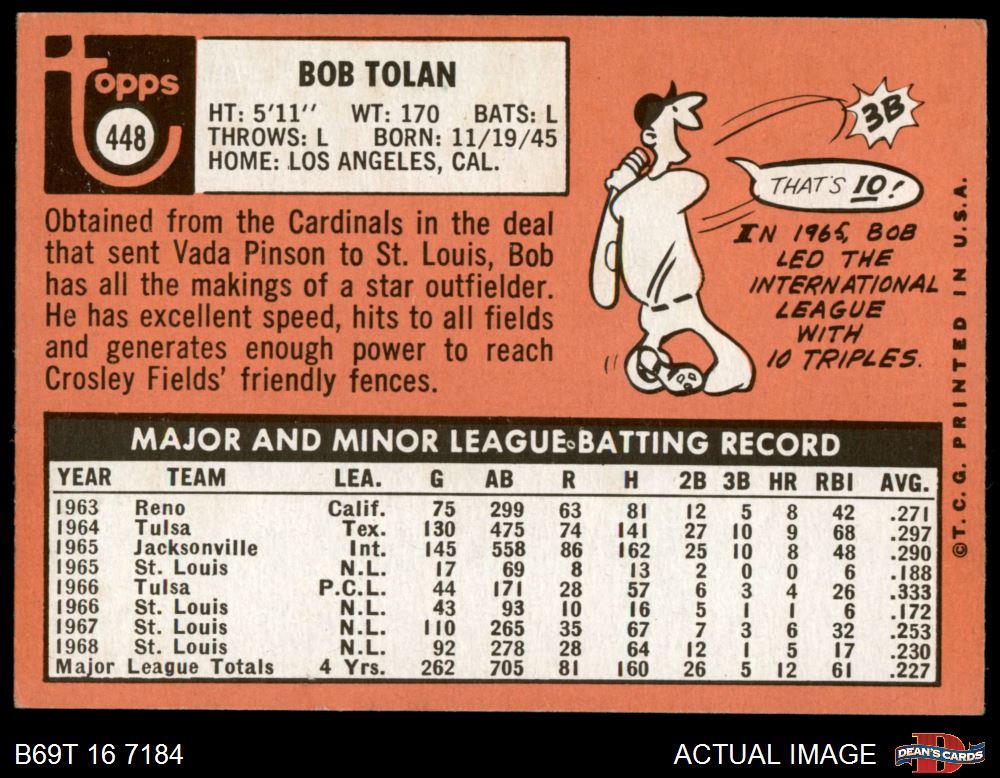 Topps
448
BOB TOLAN
HT: 5'11'' WT: 170 BATS: L
THROWS: L BORN: 11/19/45
HOME: LOS ANGELES, CAL.
Obtained from the Cardinals in the deal
that sent Vada Pinson to St. Louis, Bob
has all the makings of a star outfielder.
He has excellent speed, hits to all fields
and generates enough power to reach
Crosley Fields' friendly fences.
3B
THAT'S 10!
IN 1965, BOB
LED THE
INTERNATIONAL
LEAGUE
WITH
10 TRIPLES.
MAJOR AND MINOR LEAGUE BATTING RECORD
YEAR TEAM LEA. G AB R H 2B 3B HR RBI AVG.
1963 Reno Calif. 75 299 63 81 12 5 8 42 .271
1964 Tulsa Tex. 130 475 74 141 27 10 9 68 .297
1965 Jacksonville Int. 145 558 86 162 25 10 8 48 .290
1965 St. Louis N.L. 17 69 8 13 2 0 0 6 .188
1966 Tulsa P.C.L. 44 171 28 57 6 3 4 26 .333
1966 St. Louis N.L. 43 93 10 16 5 1 1 6 .172
1967 St. Louis N.L. 110 265 35 67 7 3 6 32 .253
1968 St. Louis N.L. 92 278 28 64 12 1 5 17 .230
Major League Totals 4 Yrs. 262 705 81 160 26 5 12 61 .227
©T.C.G. PRINTED IN U.S.A.
B69T 16 7184
ACTUAL IMAGE
DEAN'S CARDS